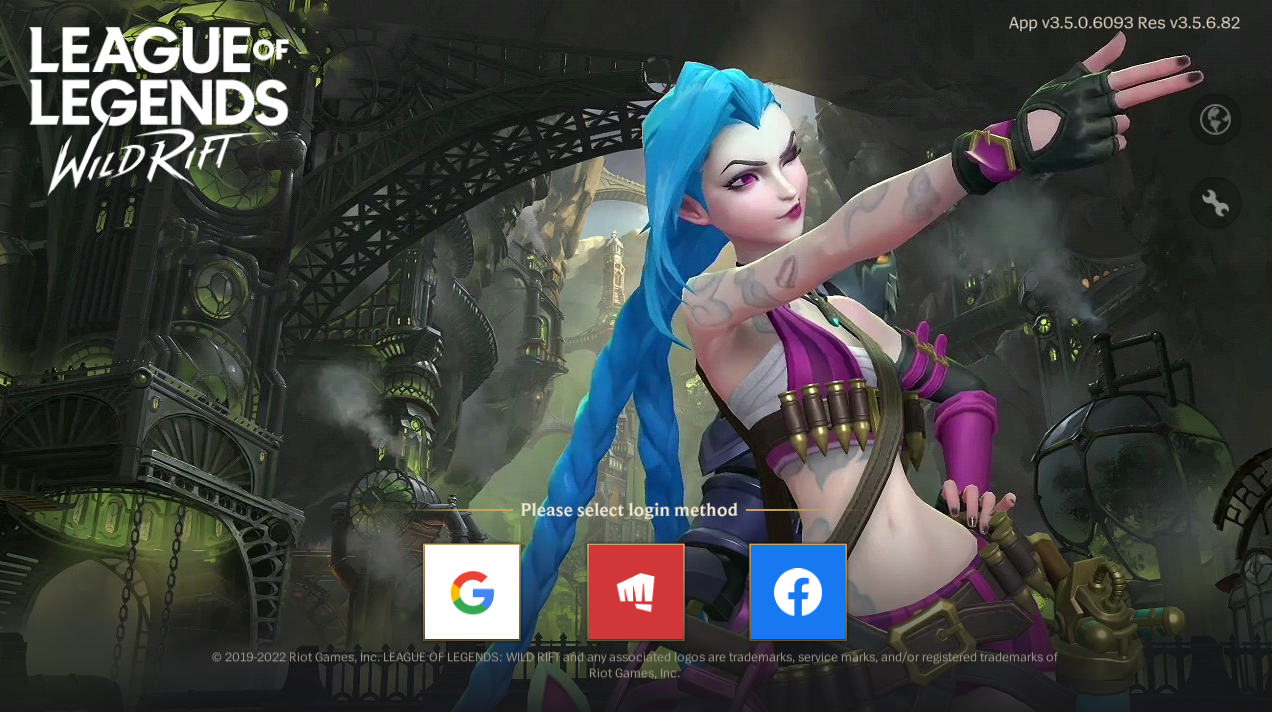 LEAGUE OF
LEGENDS
WILD RIFT
App v3.5.0.6093 Res v3.5.6.82
Please select login method
© 2019-2022 Riot Games, Inc. LEAGUE OF LEGENDS: WILD RIFT and any associated logos are trademarks, service marks, and/or registered trademarks of
Riot Games, Inc.